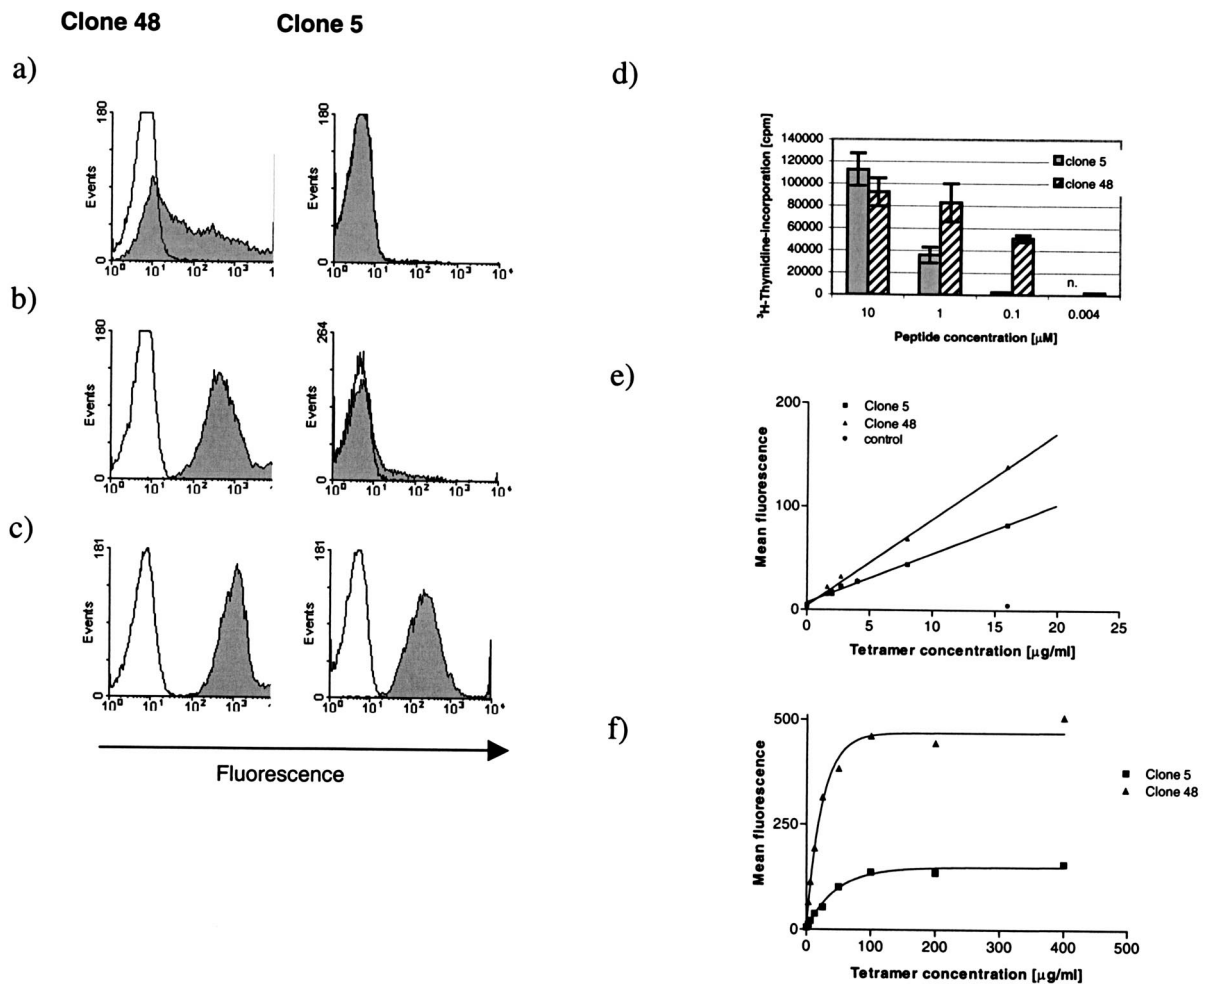 Clone 48
Clone 5
a)
180
Events
0
10⁰ 10¹ 10² 10³ 1
180
Events
0
10⁰ 10¹ 10² 10³ 10⁴
b)
180
Events
0
10⁰ 10¹ 10² 10³
264
Events
0
10⁰ 10¹ 10² 10³ 10⁴
c)
181
Events
0
10⁰ 10¹ 10² 10³
181
Events
0
10⁰ 10¹ 10² 10³ 10⁴
Fluorescence
d)
³H-Thymidine-incorporation [cpm]
140000
120000
100000
80000
60000
40000
20000
0
clone 5
clone 48
n.
10 1 0.1 0.004
Peptide concentration [µM]
e)
Mean fluorescence
200
100
0
Clone 5
Clone 48
control
0 5 10 15 20 25
Tetramer concentration [µg/ml]
f)
Mean fluorescence
500
250
0
Clone 5
Clone 48
0 100 200 300 400 500
Tetramer concentration [µg/ml]